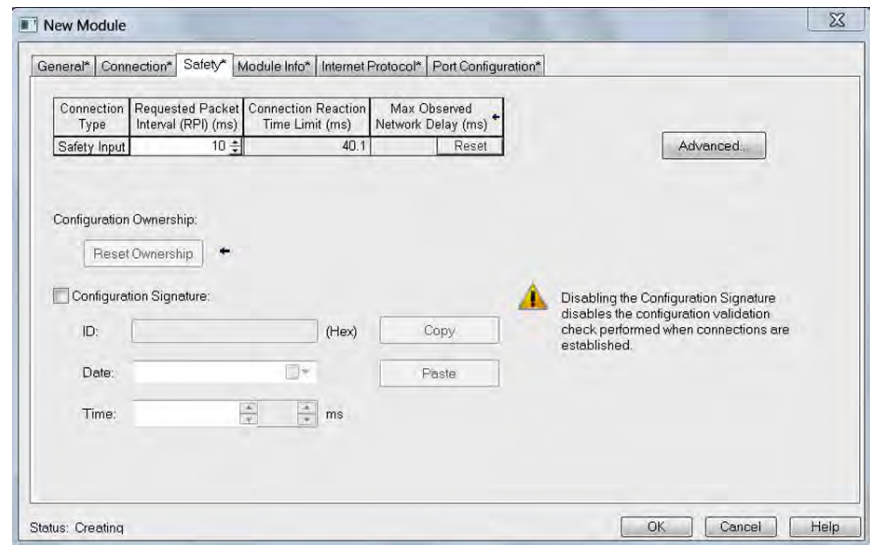 New Module
General* Connection* Safety* Module Info* Internet Protocol* Port Configuration*
Connection Type Requested Packet Interval (RPI) (ms) Connection Reaction Time Limit (ms) Max Observed Network Delay (ms)
Safety Input 10 40.1 Reset
Advanced...
Configuration Ownership:
Reset Ownership
Configuration Signature:
ID: (Hex) Copy
Date: Paste
Time: ms
Disabling the Configuration Signature
disables the configuration validation
check performed when connections are
established.
Status: Creating OK Cancel Help